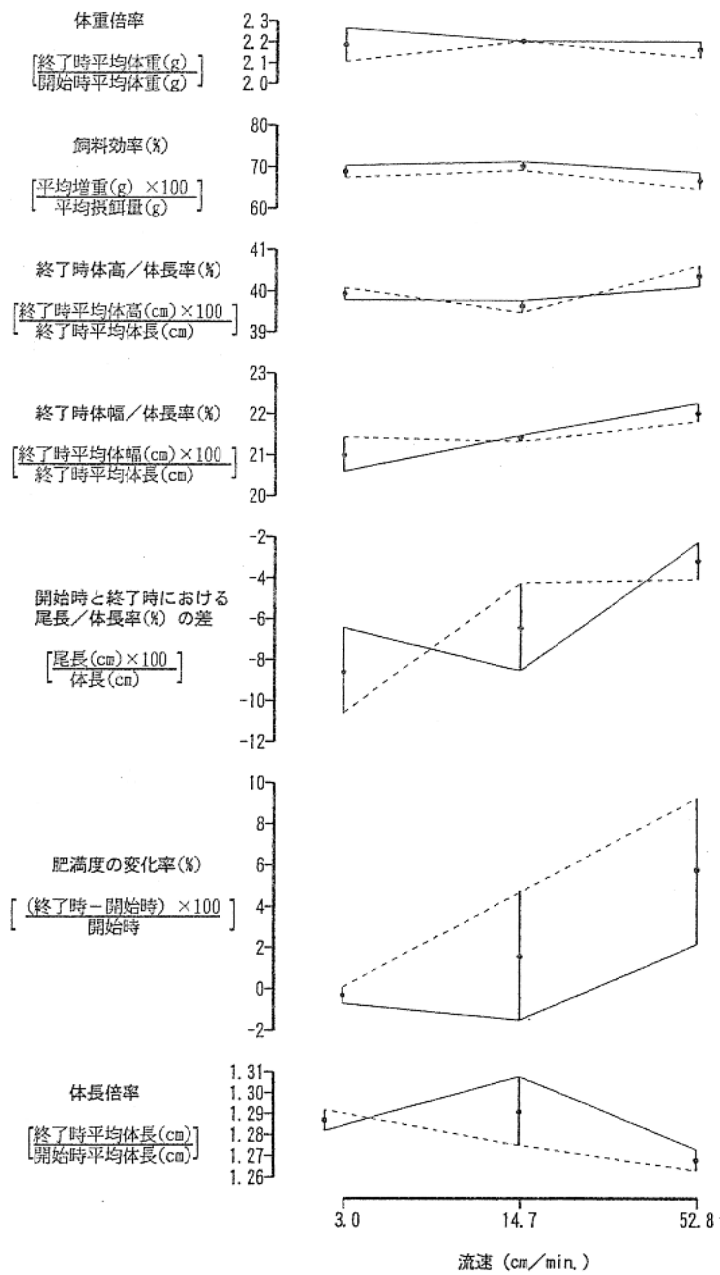 体重倍率
[終了時平均体重(g)
開始時平均体重(g)]
2.3
2.2
2.1
2.0
飼料効率(%)
[平均増重(g) ×100
平均摂餌量(g)]
80
70
60
終了時体高/体長率(%)
[終了時平均体高(cm)×100
終了時平均体長(cm)]
41
40
39
終了時体幅/体長率(%)
[終了時平均体幅(cm)×100
終了時平均体長(cm)]
23
22
21
20
開始時と終了時における
尾長/体長率(%) の差
[尾長(cm)×100
体長(cm)]
-2
-4
-6
-8
-10
-12
肥満度の変化率(%)
[(終了時-開始時) ×100
開始時]
10
8
6
4
2
0
-2
体長倍率
[終了時平均体長(cm)
開始時平均体長(cm)]
1.31
1.30
1.29
1.28
1.27
1.26
3.0 14.7 52.8
流速 (cm/min.)